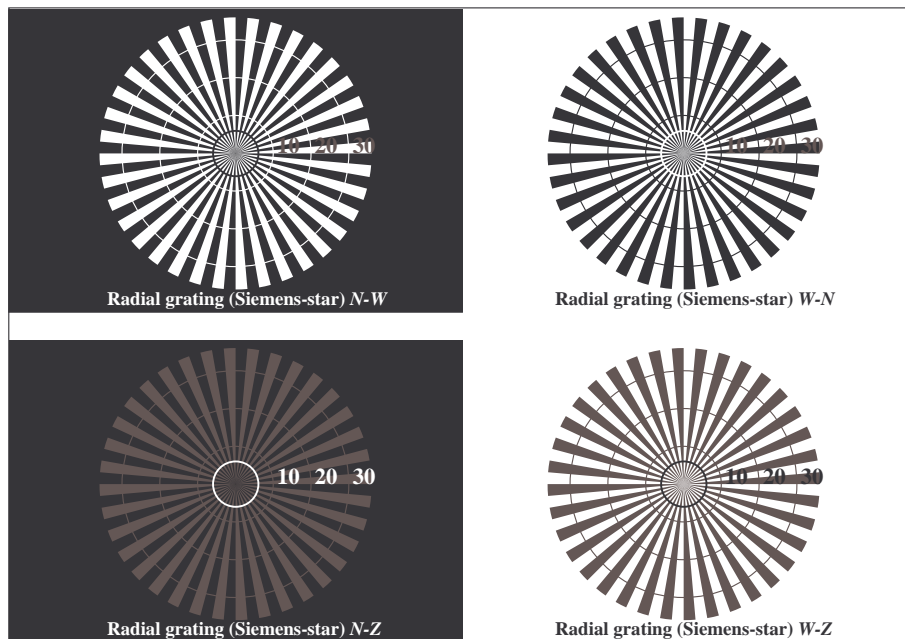 10 20 30
Radial grating (Siemens-star) N-W
10 20 30
Radial grating (Siemens-star) W-N
10 20 30
Radial grating (Siemens-star) N-Z
10 20 30
Radial grating (Siemens-star) W-Z